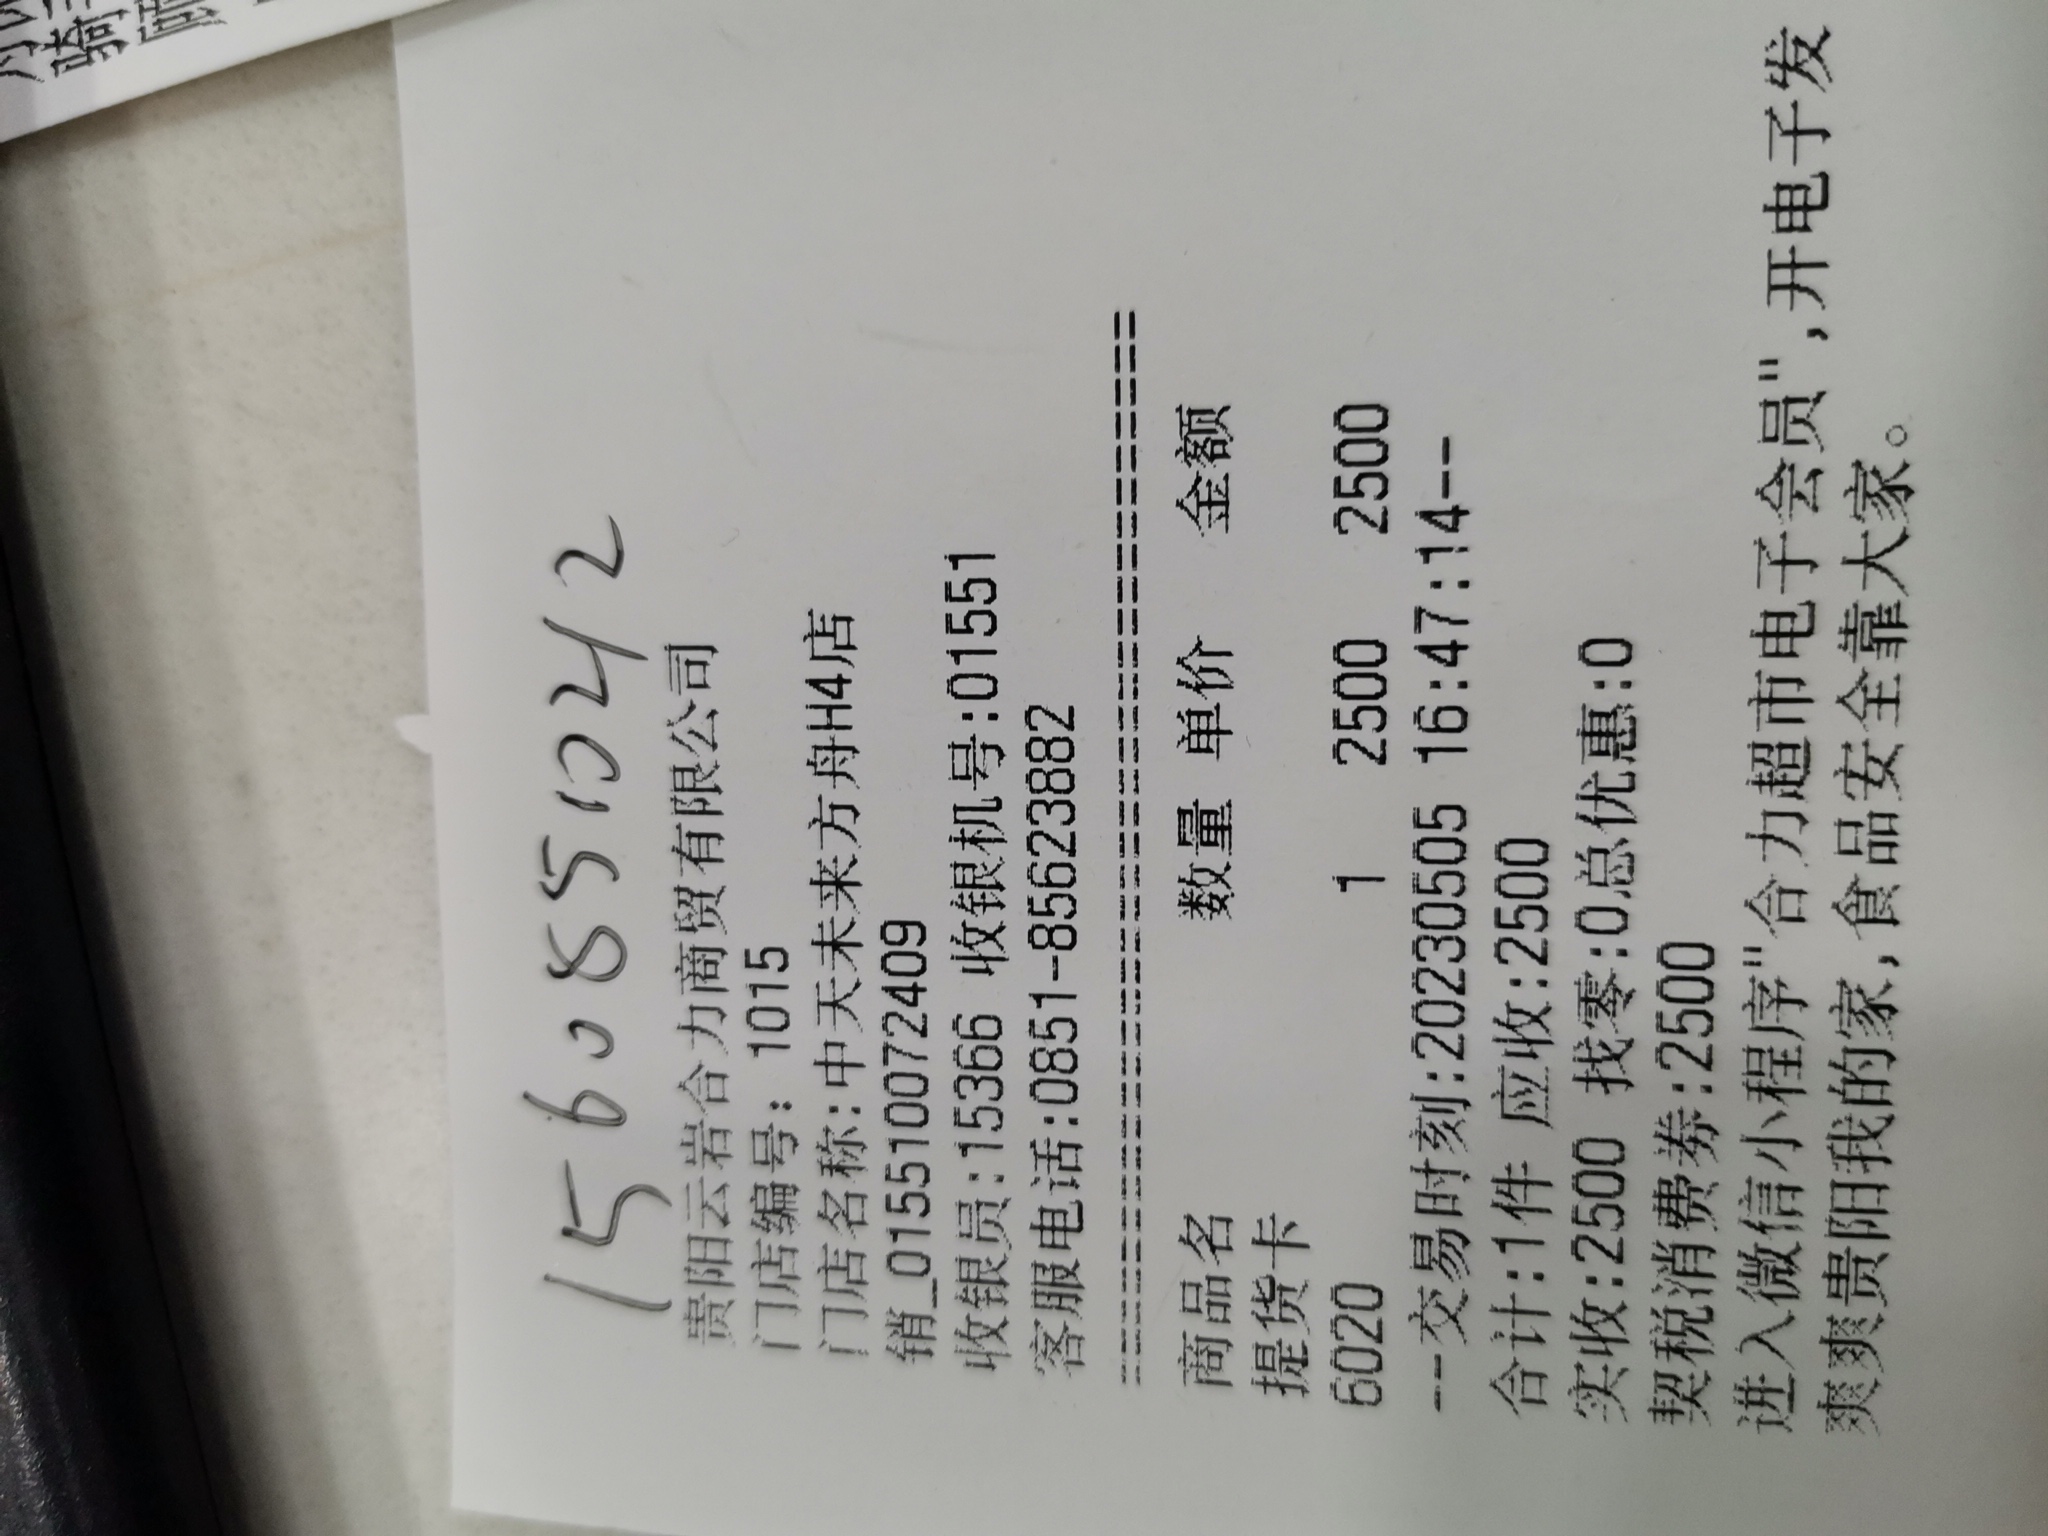 15608551042
贵阳云岩合力商贸有限公司
门店编号: 1015
门店名称:中天未来方舟H4店
销_015510072409
收银员:15366 收银机号:01551
客服电话:0851-85623882
================================
商品名 数量 单价 金额
提货卡
6020 1 2500 2500
--交易时刻:20230505 16:47:14--
合计:1件 应收:2500
实收:2500 找零:0总优惠:0
契税消费券:2500
进入微信小程序"合力超市电子会员",开电子发
爽爽贵阳我的家,食品安全靠大家。